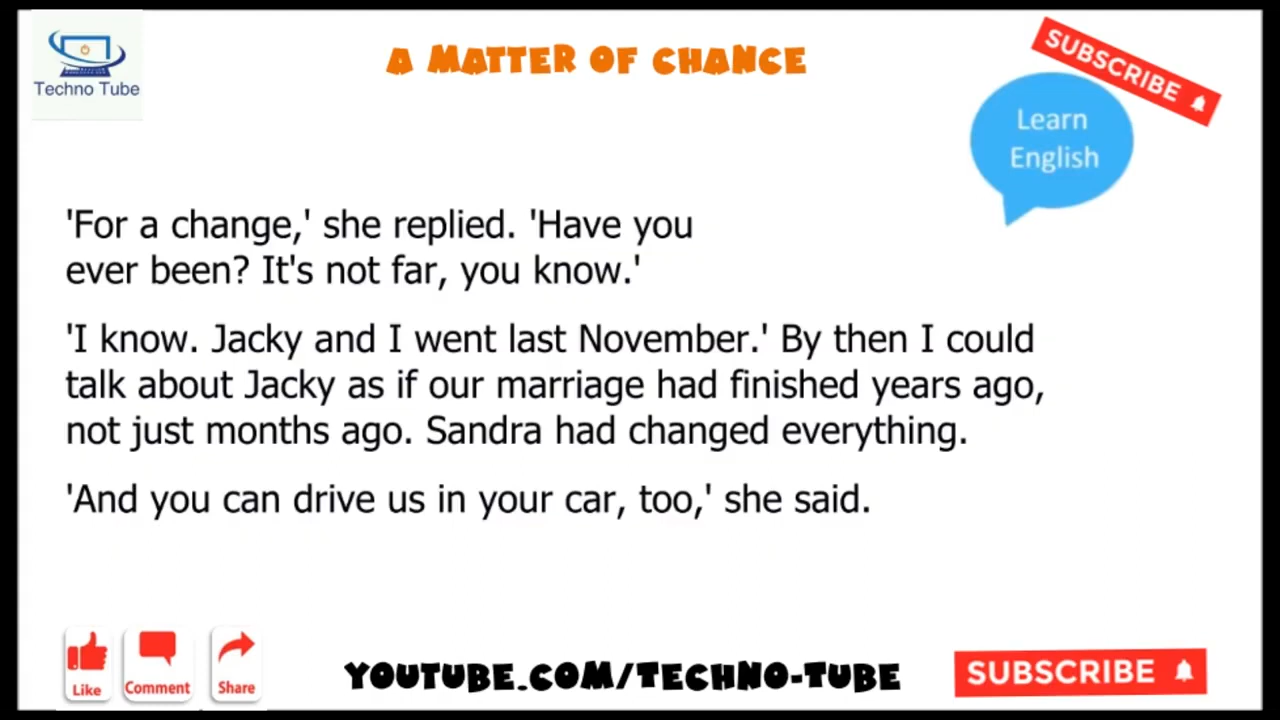 Techno Tube
A MATTER OF CHANCE
SUBSCRIBE
Learn
English
'For a change,' she replied. 'Have you
ever been? It's not far, you know.'
'I know. Jacky and I went last November.' By then I could
talk about Jacky as if our marriage had finished years ago,
not just months ago. Sandra had changed everything.
'And you can drive us in your car, too,' she said.
Like
Comment
Share
YOUTUBE.COM/TECHNO-TUBE
SUBSCRIBE